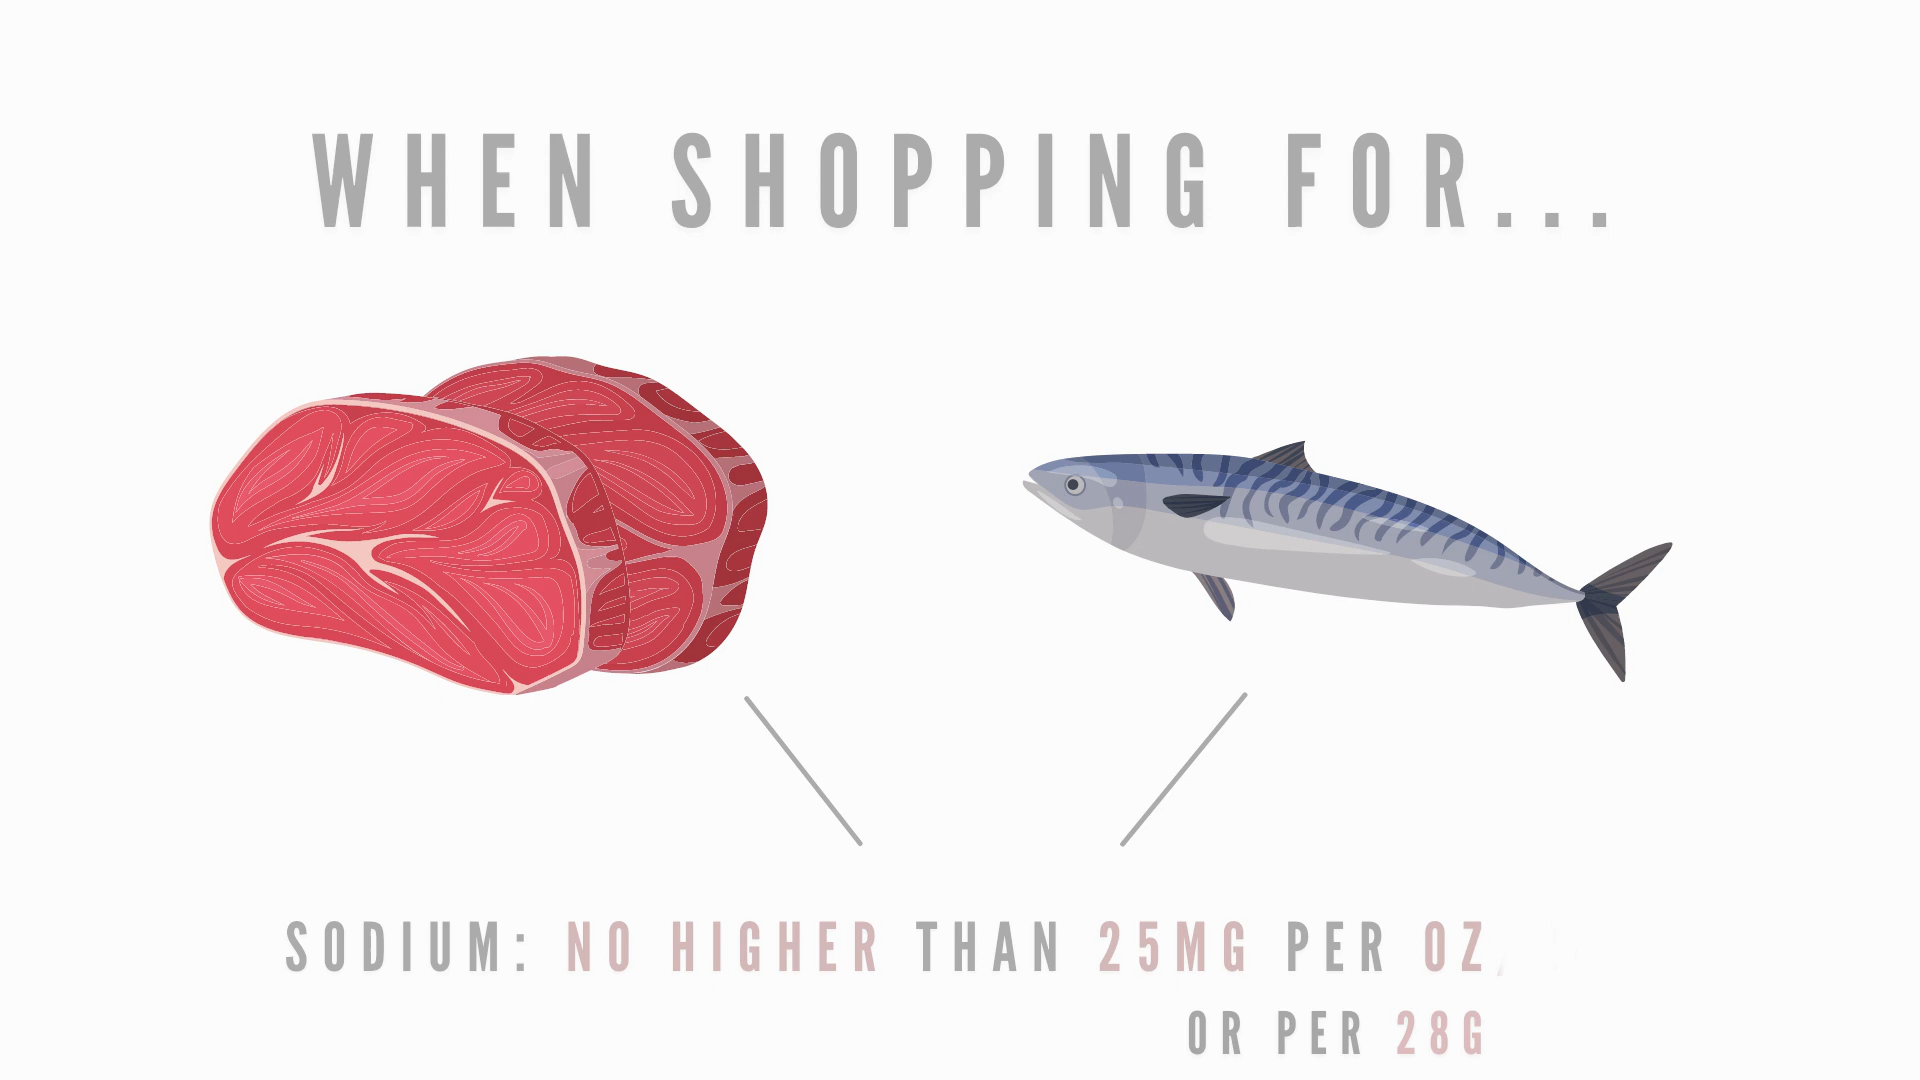 WHEN SHOPPING FOR...
SODIUM: NO HIGHER THAN 25MG PER OZ
OR PER 28G